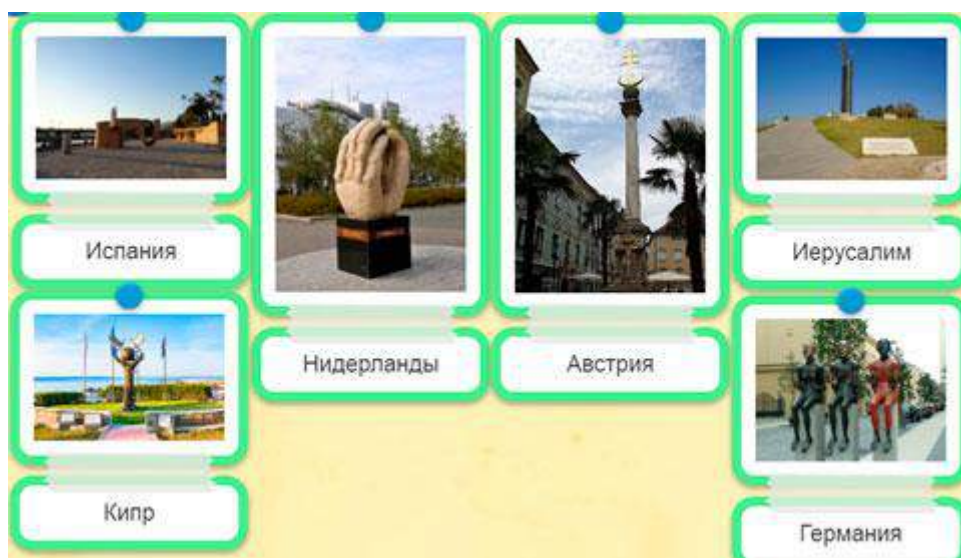 Испания
Нидерланды
Австрия
Иерусалим
Кипр
Германия